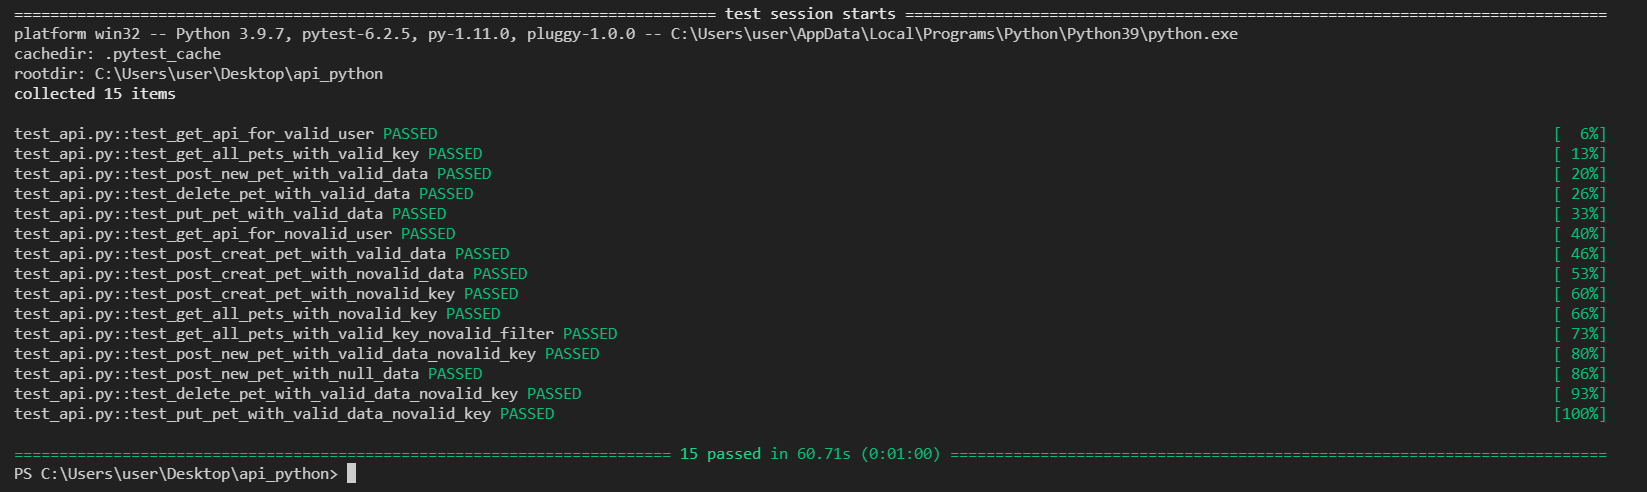 ============================================================================== test session starts ==============================================================================
platform win32 -- Python 3.9.7, pytest-6.2.5, py-1.11.0, pluggy-1.0.0 -- C:\Users\user\AppData\Local\Programs\Python\Python39\python.exe
cachedir: .pytest_cache
rootdir: C:\Users\user\Desktop\api_python
collected 15 items
test_api.py::test_get_api_for_valid_user PASSED [  6%]
test_api.py::test_get_all_pets_with_valid_key PASSED [ 13%]
test_api.py::test_post_new_pet_with_valid_data PASSED [ 20%]
test_api.py::test_delete_pet_with_valid_data PASSED [ 26%]
test_api.py::test_put_pet_with_valid_data PASSED [ 33%]
test_api.py::test_get_api_for_novalid_user PASSED [ 40%]
test_api.py::test_post_creat_pet_with_valid_data PASSED [ 46%]
test_api.py::test_post_creat_pet_with_novalid_data PASSED [ 53%]
test_api.py::test_post_creat_pet_with_novalid_key PASSED [ 60%]
test_api.py::test_get_all_pets_with_novalid_key PASSED [ 66%]
test_api.py::test_get_all_pets_with_valid_key_novalid_filter PASSED [ 73%]
test_api.py::test_post_new_pet_with_valid_data_novalid_key PASSED [ 80%]
test_api.py::test_post_new_pet_with_null_data PASSED [ 86%]
test_api.py::test_delete_pet_with_valid_data_novalid_key PASSED [ 93%]
test_api.py::test_put_pet_with_valid_data_novalid_key PASSED [100%]
========================================================================= 15 passed in 60.71s (0:01:00) =========================================================================
PS C:\Users\user\Desktop\api_python>